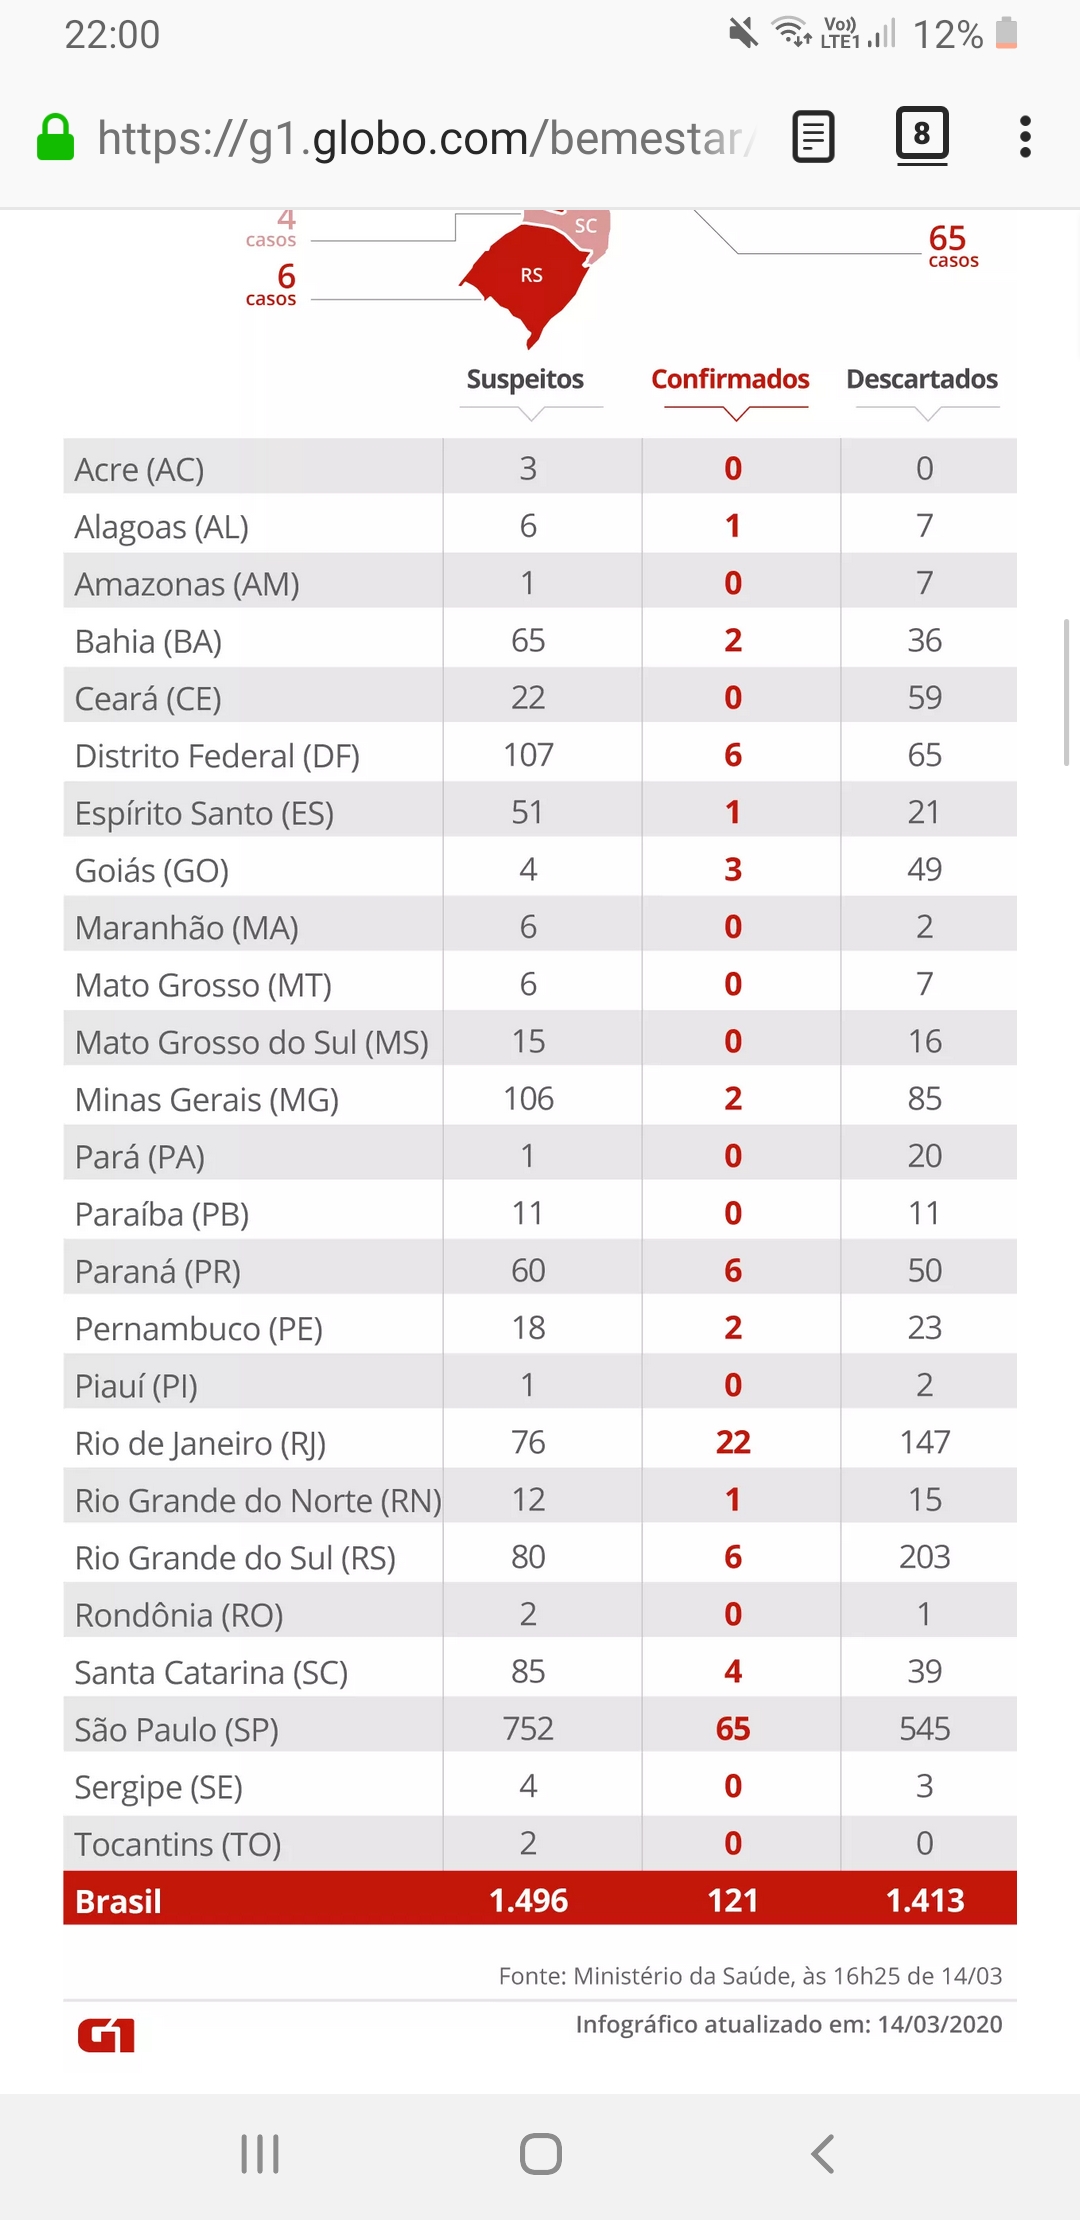 22:00
Vo)) LTE1 12%
https://g1.globo.com/bemestar/ 8
4
casos
SC
65
casos
6
casos
RS
Suspeitos Confirmados Descartados
Acre (AC) 3 0 0
Alagoas (AL) 6 1 7
Amazonas (AM) 1 0 7
Bahia (BA) 65 2 36
Ceará (CE) 22 0 59
Distrito Federal (DF) 107 6 65
Espírito Santo (ES) 51 1 21
Goiás (GO) 4 3 49
Maranhão (MA) 6 0 2
Mato Grosso (MT) 6 0 7
Mato Grosso do Sul (MS) 15 0 16
Minas Gerais (MG) 106 2 85
Pará (PA) 1 0 20
Paraíba (PB) 11 0 11
Paraná (PR) 60 6 50
Pernambuco (PE) 18 2 23
Piauí (PI) 1 0 2
Rio de Janeiro (RJ) 76 22 147
Rio Grande do Norte (RN) 12 1 15
Rio Grande do Sul (RS) 80 6 203
Rondônia (RO) 2 0 1
Santa Catarina (SC) 85 4 39
São Paulo (SP) 752 65 545
Sergipe (SE) 4 0 3
Tocantins (TO) 2 0 0
Brasil 1.496 121 1.413
Fonte: Ministério da Saúde, às 16h25 de 14/03
G1 Infográfico atualizado em: 14/03/2020